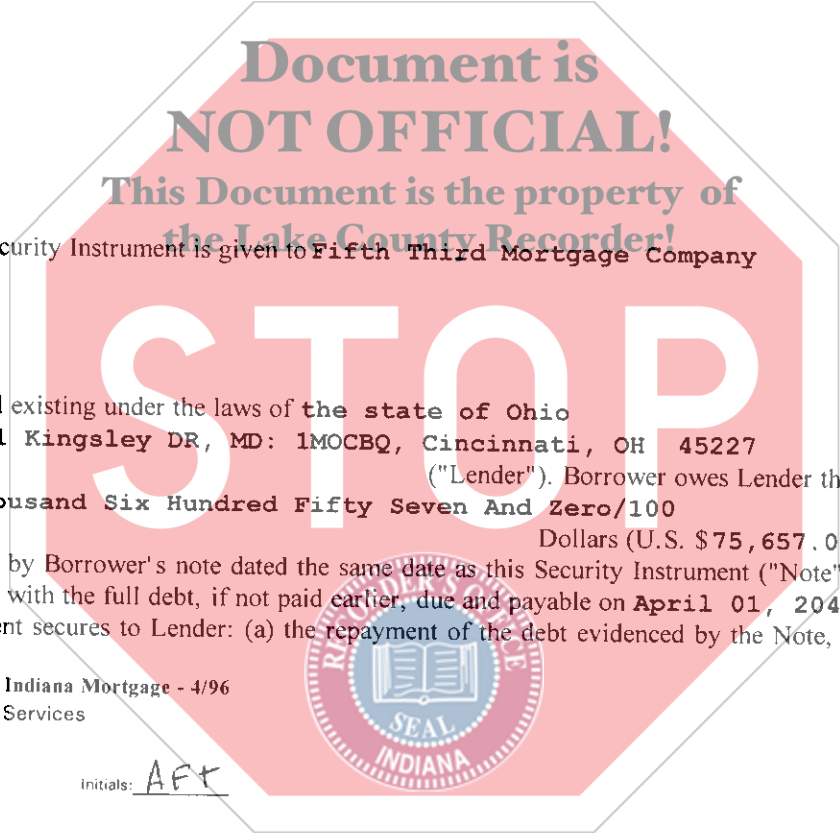 Document is
NOT OFFICIAL!
This Document is the property of
the Lake County Recorder!
curity Instrument is given to Fifth Third Mortgage Company
STOP
existing under the laws of the state of Ohio
Kingsley DR, MD: 1MOCBQ, Cincinnati, OH 45227
("Lender"). Borrower owes Lender th
ousand Six Hundred Fifty Seven And Zero/100
Dollars (U.S. $75,657.0
by Borrower's note dated the same date as this Security Instrument ("Note"
with the full debt, if not paid earlier, due and payable on April 01, 204
nt secures to Lender: (a) the repayment of the debt evidenced by the Note,
RECORDER'S OFFICE
SEAL
INDIANA
Indiana Mortgage - 4/96
Services
Initials: AFT